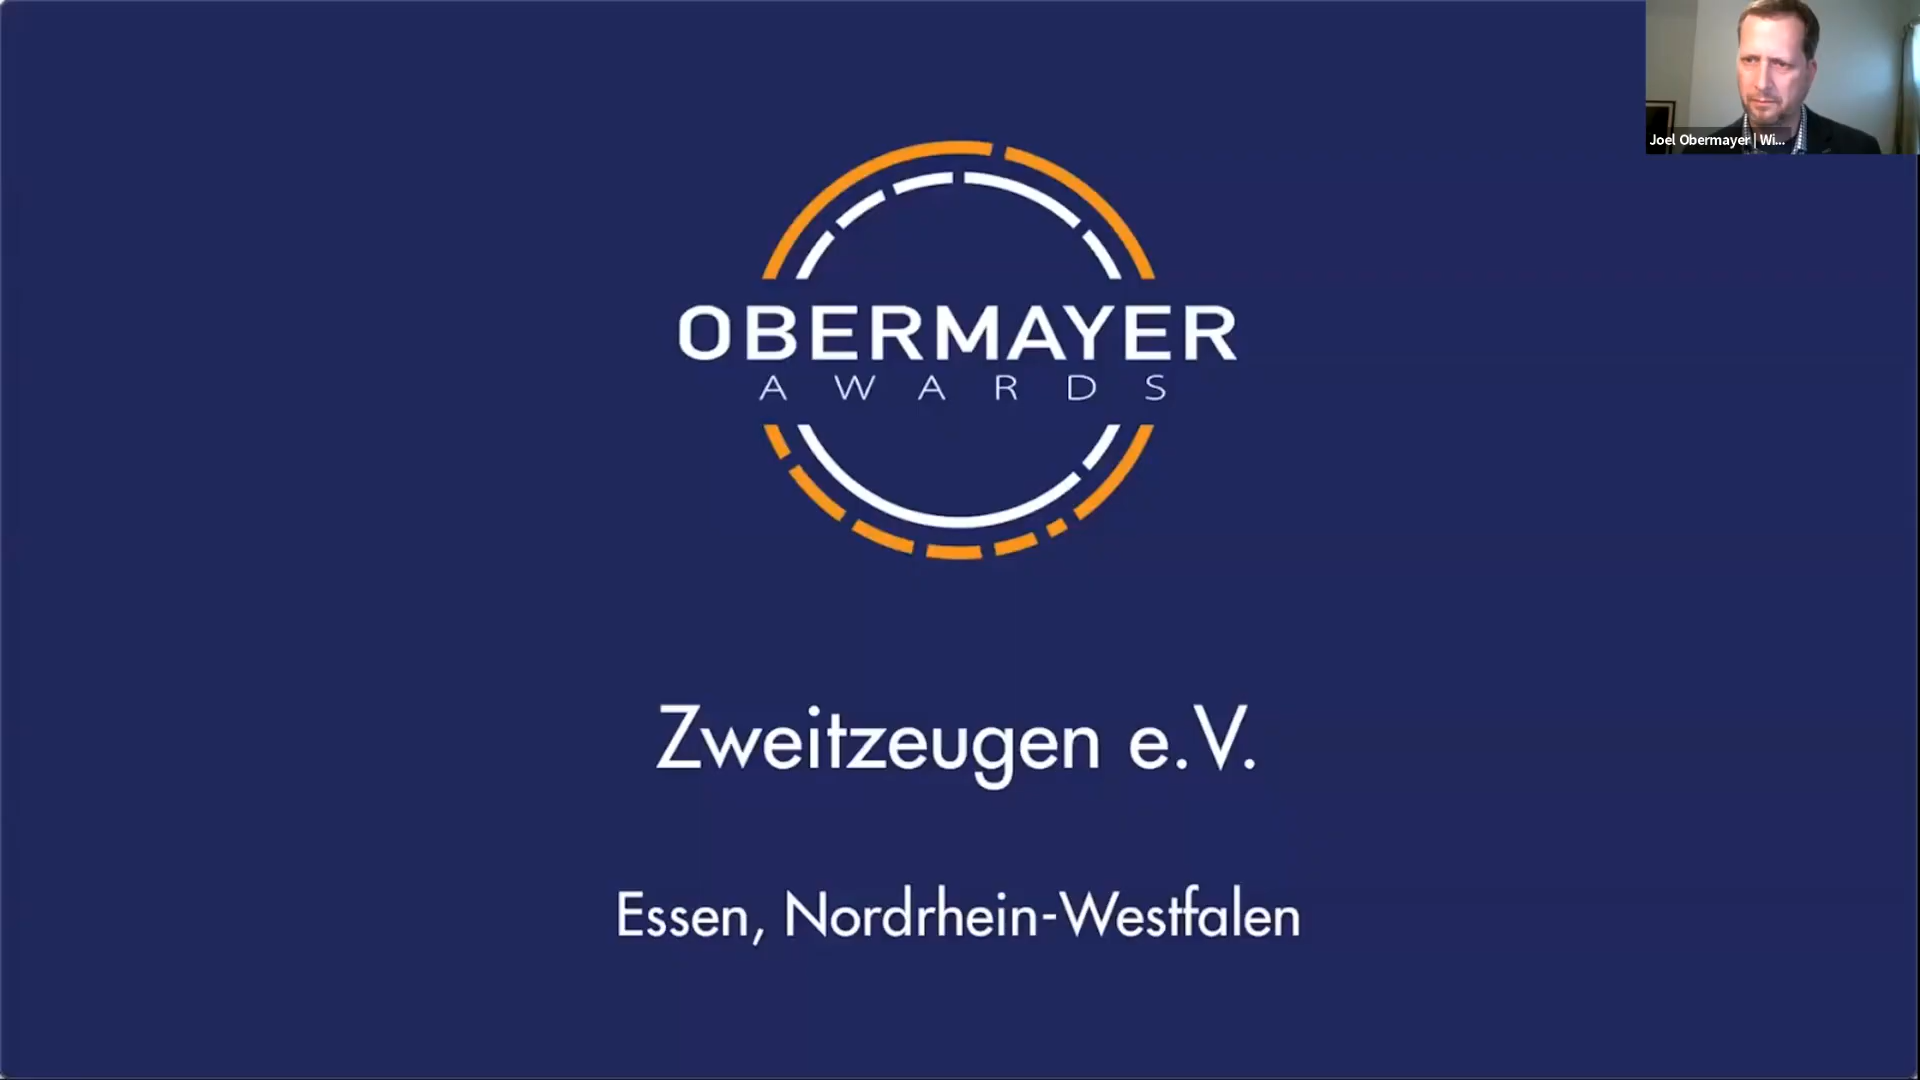 Joel Obermayer | Wi...
OBERMAYER
AWARDS
Zweitzeugen e.V.
Essen, Nordrhein-Westfalen